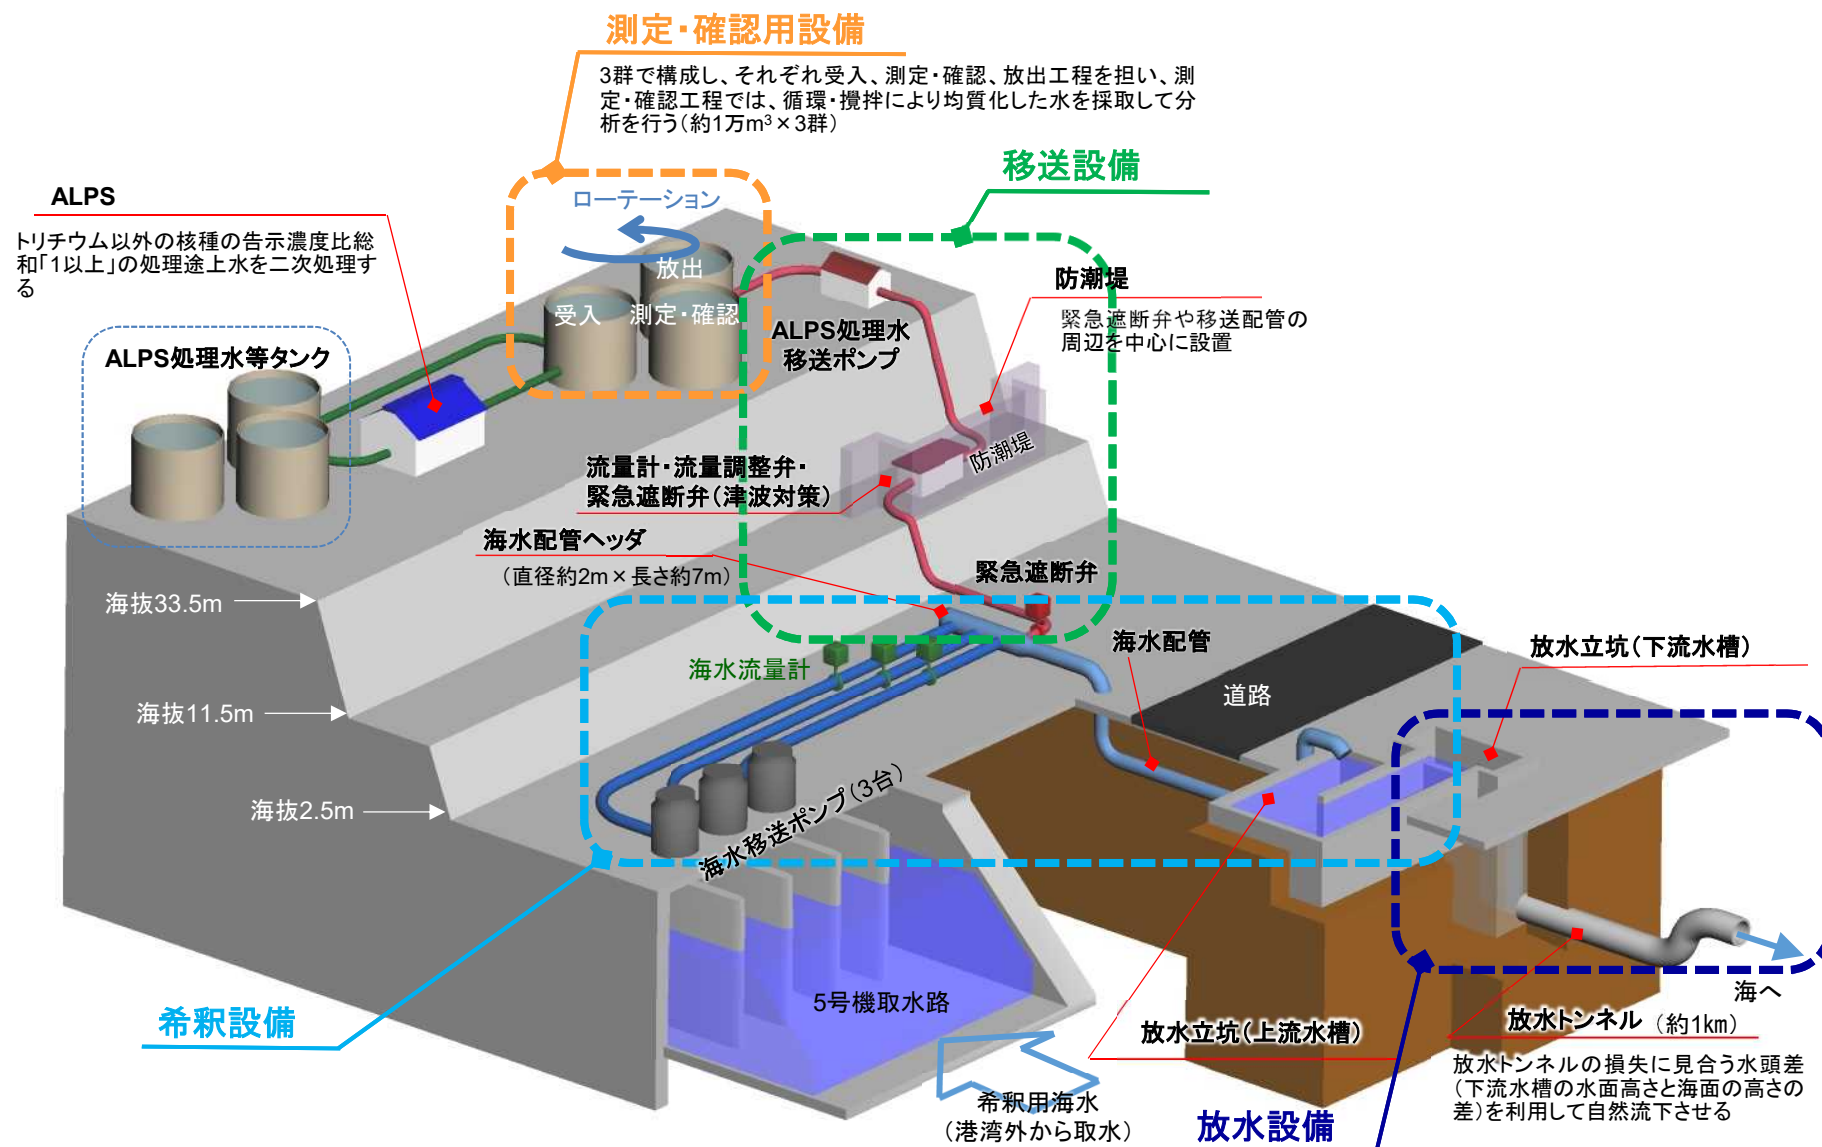 測定・確認用設備
3群で構成し、それぞれ受入、測定・確認、放出工程を担い、測
定・確認工程では、循環・攪拌により均質化した水を採取して分
析を行う（約1万m³×3群）
移送設備
ALPS
トリチウム以外の核種の告示濃度比総
和「1以上」の処理途上水を二次処理す
る
ローテーション
放出
受入
測定・確認
防潮堤
緊急遮断弁や移送配管の
周辺を中心に設置
ALPS処理水
移送ポンプ
ALPS処理水等タンク
防潮堤
流量計・流量調整弁・
緊急遮断弁（津波対策）
海水配管ヘッダ
（直径約2m×長さ約7m）
緊急遮断弁
海抜33.5m
海水配管
放水立坑（下流水槽）
海水流量計
道路
海抜11.5m
海抜2.5m
海水移送ポンプ（3台）
5号機取水路
海へ
希釈設備
放水立坑（上流水槽）
放水トンネル（約1km）
放水トンネルの損失に見合う水頭差
（下流水槽の水面高さと海面の高さの
差）を利用して自然流下させる
希釈用海水
（港湾外から取水）
放水設備